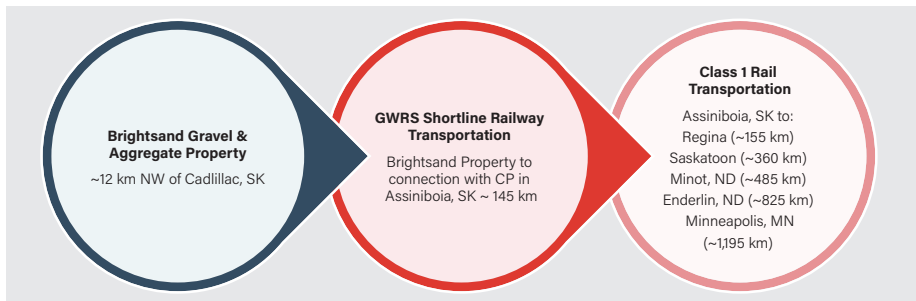 Brightsand Gravel &
Aggregate Property
~12 km NW of Cadlillac, SK
GWRS Shortline Railway
Transportation
Brightsand Property to
connection with CP in
Assiniboia, SK ~ 145 km
Class 1 Rail
Transportation
Assiniboia, SK to:
Regina (~155 km)
Saskatoon (~360 km)
Minot, ND (~485 km)
Enderlin, ND (~825 km)
Minneapolis, MN
(~1,195 km)